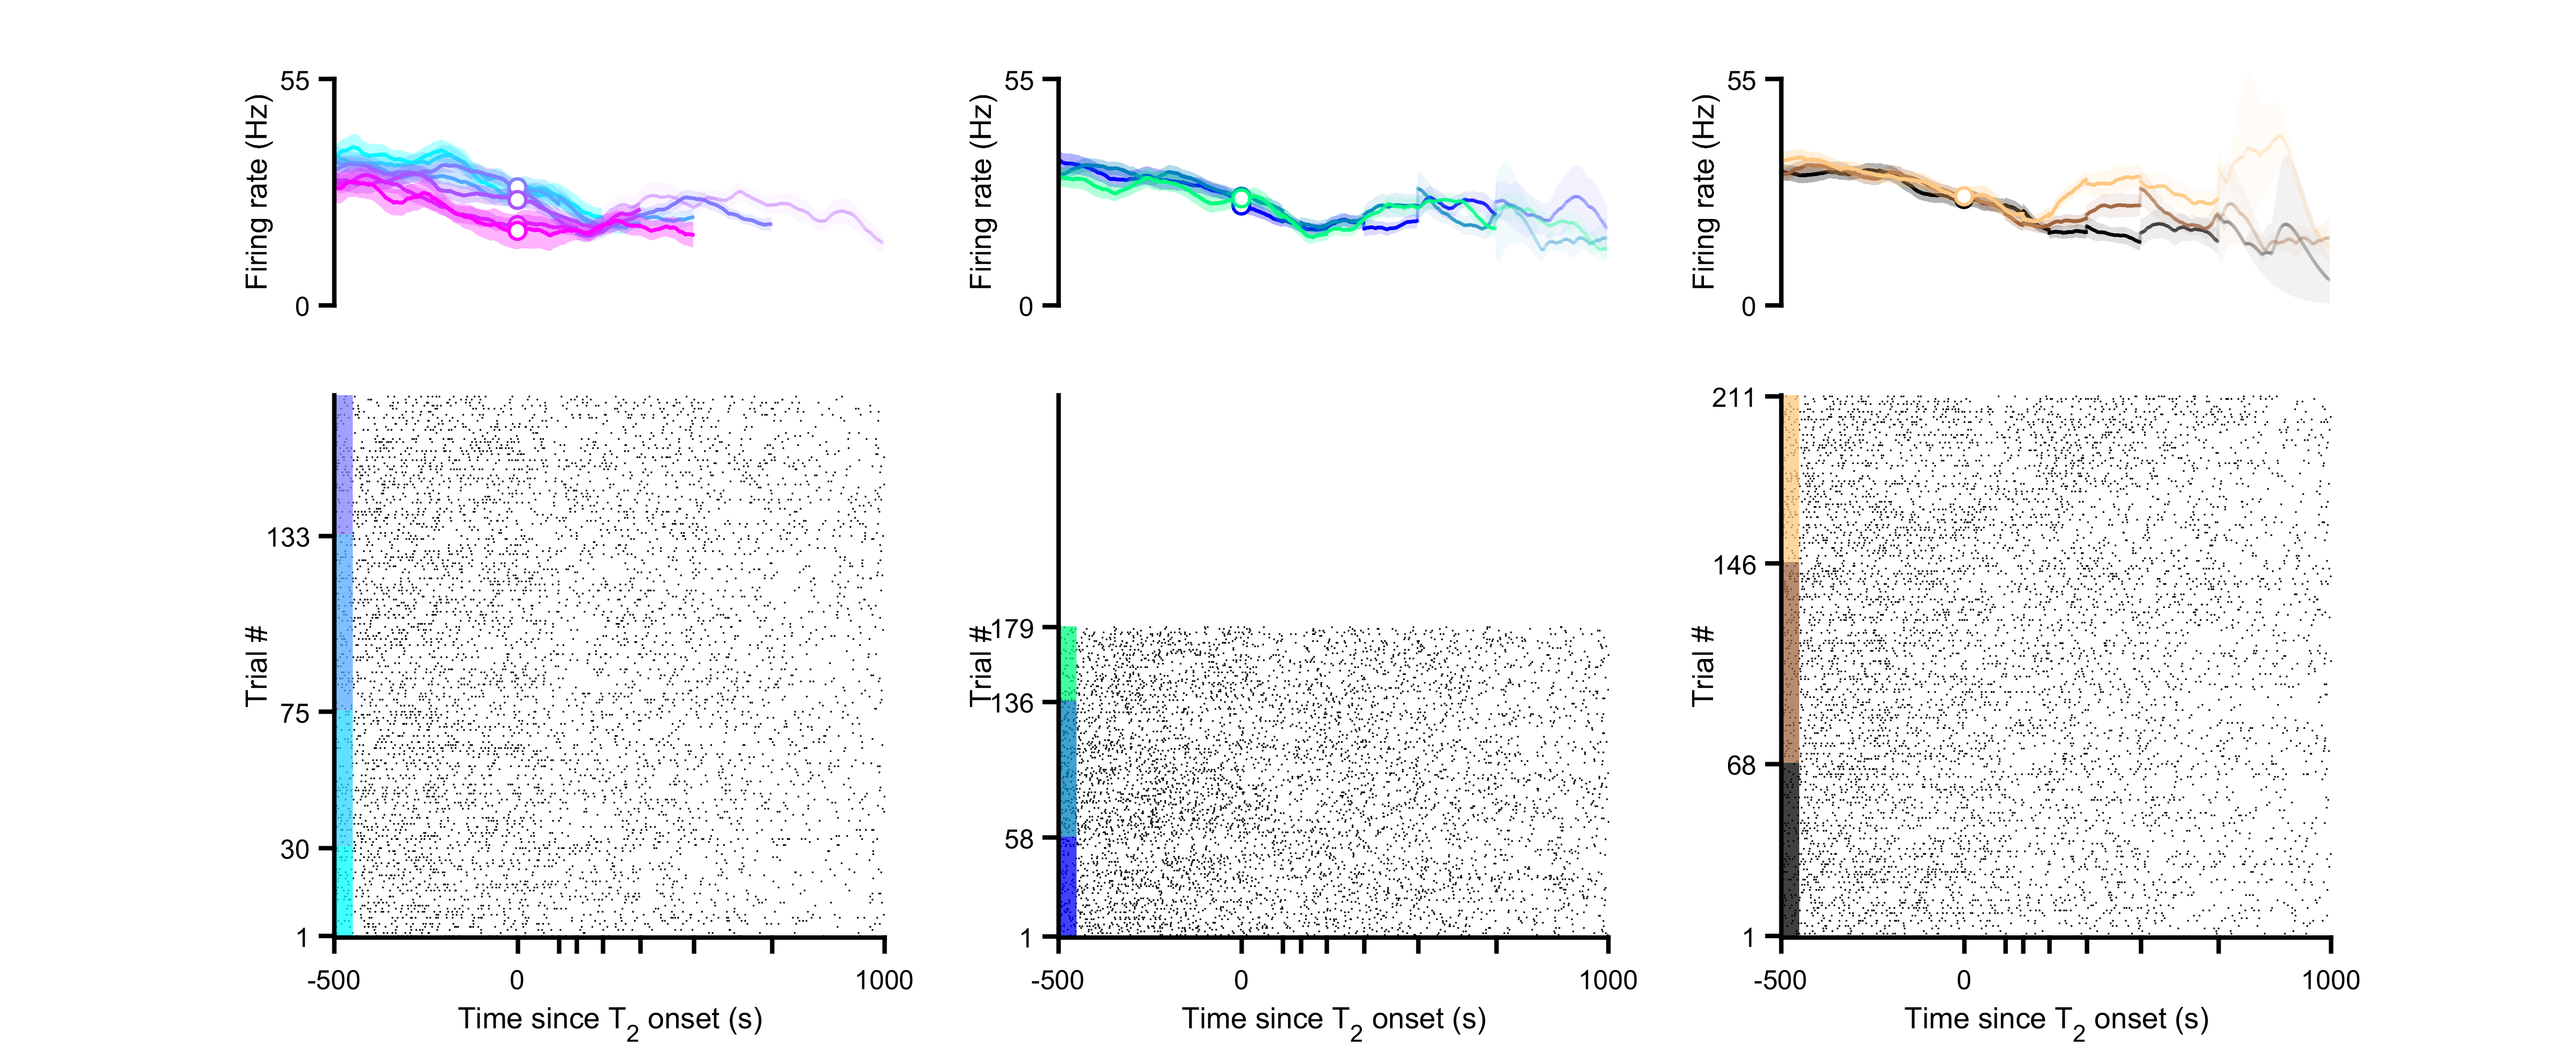 55
Firing rate (Hz)
0
55
Firing rate (Hz)
0
55
Firing rate (Hz)
0
133
75
30
1
Trial #
-500 0 1000
Time since T2 onset (s)
179
136
58
1
Trial #
-500 0 1000
Time since T2 onset (s)
211
146
68
1
Trial #
-500 0 1000
Time since T2 onset (s)